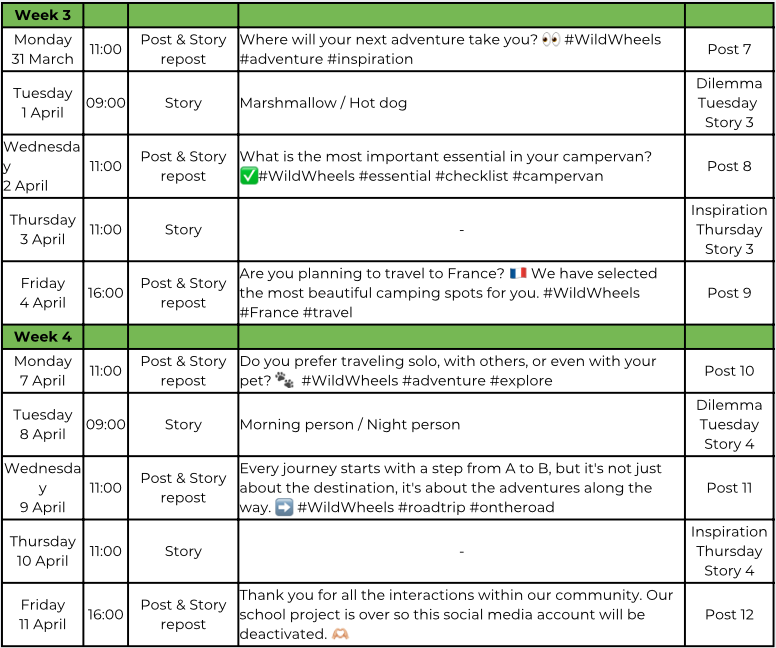 Week 3
Monday
31 March
11:00
Post & Story
repost
Where will your next adventure take you? 👀 #WildWheels
#adventure #inspiration
Post 7
Tuesday
1 April
09:00
Story
Marshmallow / Hot dog
Dilemma
Tuesday
Story 3
Wednesda
y
2 April
11:00
Post & Story
repost
What is the most important essential in your campervan?
✅#WildWheels #essential #checklist #campervan
Post 8
Thursday
3 April
11:00
Story
-
Inspiration
Thursday
Story 3
Friday
4 April
16:00
Post & Story
repost
Are you planning to travel to France? 🇫🇷 We have selected
the most beautiful camping spots for you. #WildWheels
#France #travel
Post 9
Week 4
Monday
7 April
11:00
Post & Story
repost
Do you prefer traveling solo, with others, or even with your
pet? 🐾 #WildWheels #adventure #explore
Post 10
Tuesday
8 April
09:00
Story
Morning person / Night person
Dilemma
Tuesday
Story 4
Wednesda
y
9 April
11:00
Post & Story
repost
Every journey starts with a step from A to B, but it's not just
about the destination, it's about the adventures along the
way. ➡️ #WildWheels #roadtrip #ontheroad
Post 11
Thursday
10 April
11:00
Story
-
Inspiration
Thursday
Story 4
Friday
11 April
16:00
Post & Story
repost
Thank you for all the interactions within our community. Our
school project is over so this social media account will be
deactivated. 🫶🏼
Post 12